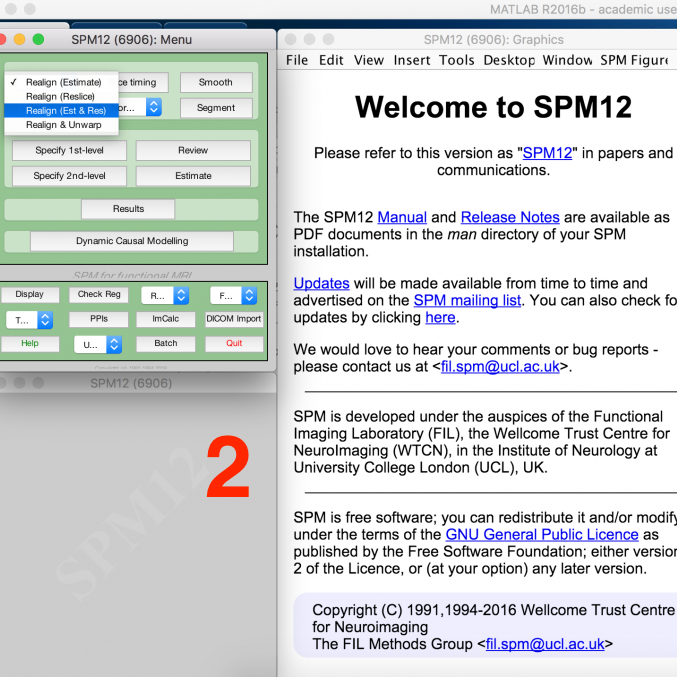 MATLAB R2016b - academic use
SPM12 (6906): Menu
✓ Realign (Estimate)
Realign (Reslice)
Realign (Est & Res)
Realign & Unwarp
ce timing
Smooth
or...
Segment
Specify 1st-level
Review
Specify 2nd-level
Estimate
Results
Dynamic Causal Modelling
SPM for functional MRI
Display
Check Reg
R...
F...
T...
PPIs
ImCalc
DICOM Import
Help
U...
Batch
Quit
SPM12 (6906)
SPM12
2
SPM12 (6906): Graphics
File Edit View Insert Tools Desktop Window SPM Figure
Welcome to SPM12
Please refer to this version as "SPM12" in papers and
communications.
The SPM12 Manual and Release Notes are available as
PDF documents in the man directory of your SPM
installation.
Updates will be made available from time to time and
advertised on the SPM mailing list. You can also check fo
updates by clicking here.
We would love to hear your comments or bug reports -
please contact us at <fil.spm@ucl.ac.uk>.
SPM is developed under the auspices of the Functional
Imaging Laboratory (FIL), the Wellcome Trust Centre for
NeuroImaging (WTCN), in the Institute of Neurology at
University College London (UCL), UK.
SPM is free software; you can redistribute it and/or modify
under the terms of the GNU General Public Licence as
published by the Free Software Foundation; either version
2 of the Licence, or (at your option) any later version.
Copyright (C) 1991,1994-2016 Wellcome Trust Centre
for Neuroimaging
The FIL Methods Group <fil.spm@ucl.ac.uk>